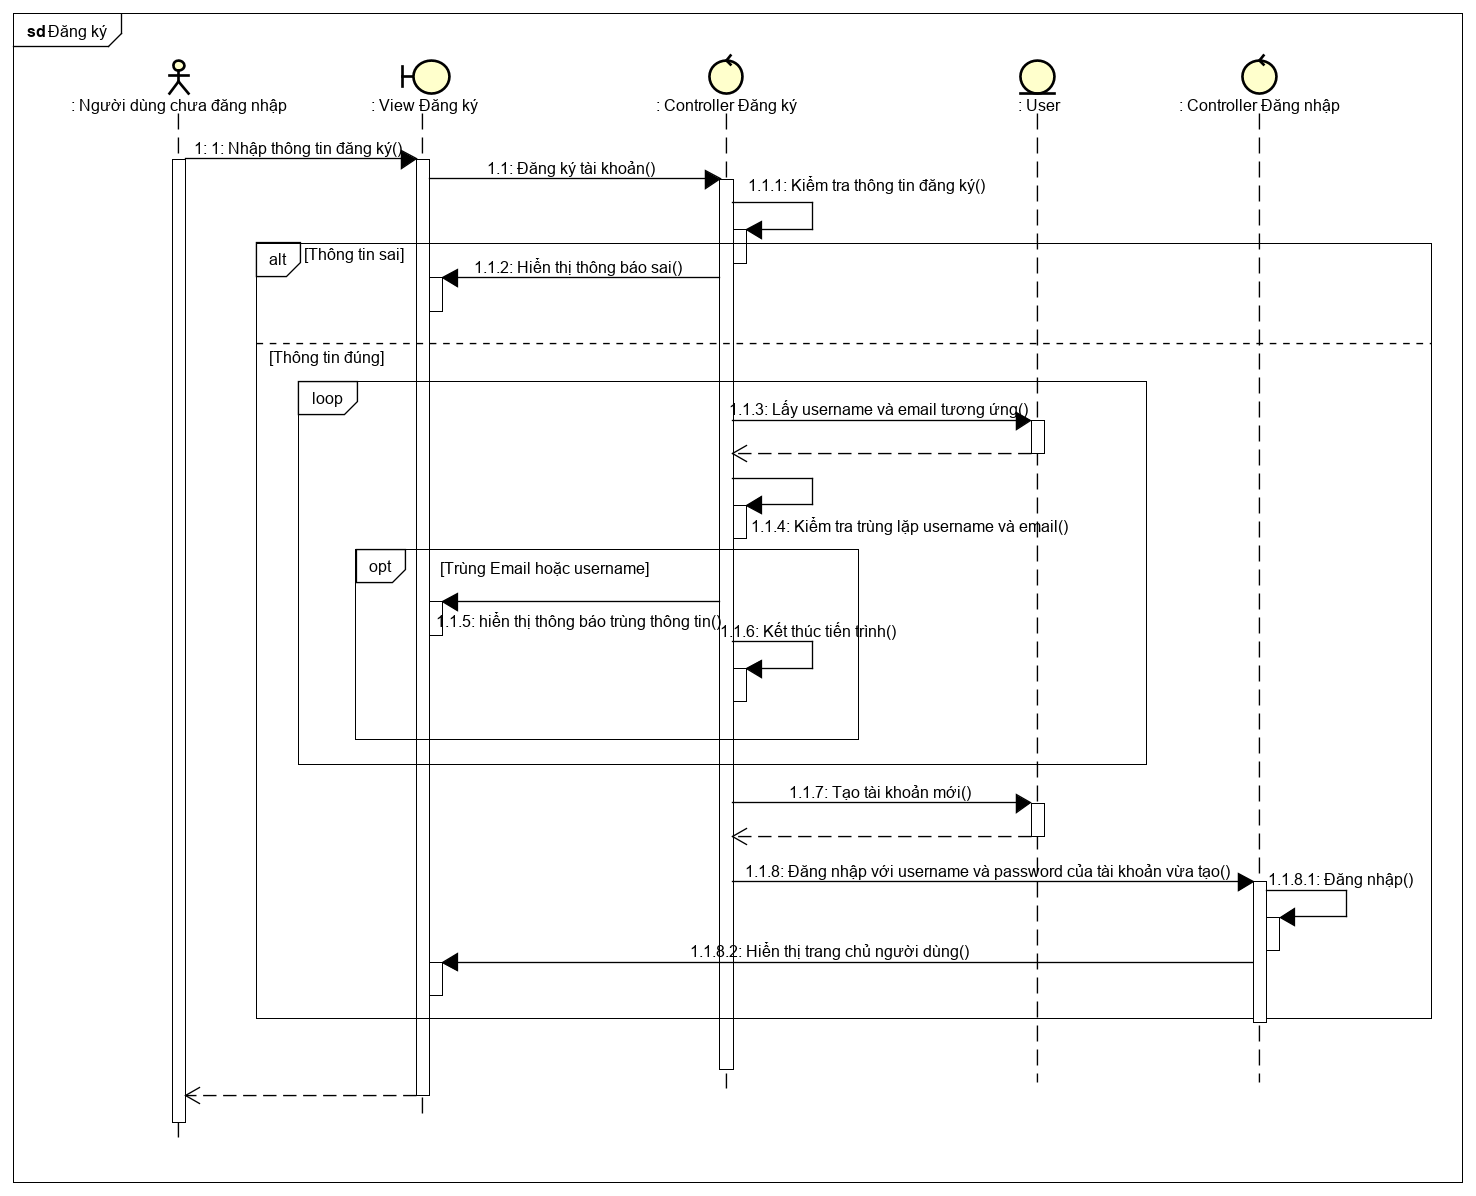 sd Đăng ký
: Người dùng chưa đăng nhập
: View Đăng ký
: Controller Đăng ký
: User
: Controller Đăng nhập
1: 1: Nhập thông tin đăng ký()
1.1: Đăng ký tài khoản()
1.1.1: Kiểm tra thông tin đăng ký()
alt
[Thông tin sai]
1.1.2: Hiển thị thông báo sai()
[Thông tin đúng]
loop
1.1.3: Lấy username và email tương ứng()
1.1.4: Kiểm tra trùng lặp username và email()
opt
[Trùng Email hoặc username]
1.1.5: hiển thị thông báo trùng thông tin()
1.1.6: Kết thúc tiến trình()
1.1.7: Tạo tài khoản mới()
1.1.8: Đăng nhập với username và password của tài khoản vừa tạo()
1.1.8.1: Đăng nhập()
1.1.8.2: Hiển thị trang chủ người dùng()